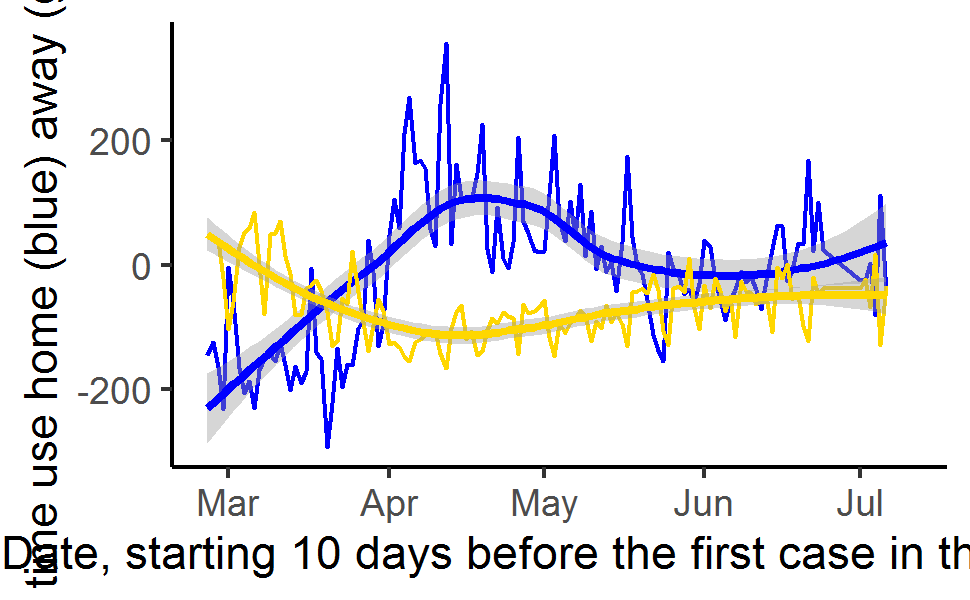 time use home (blue) away (
200
0
-200
Mar Apr May Jun Jul
Date, starting 10 days before the first case in th